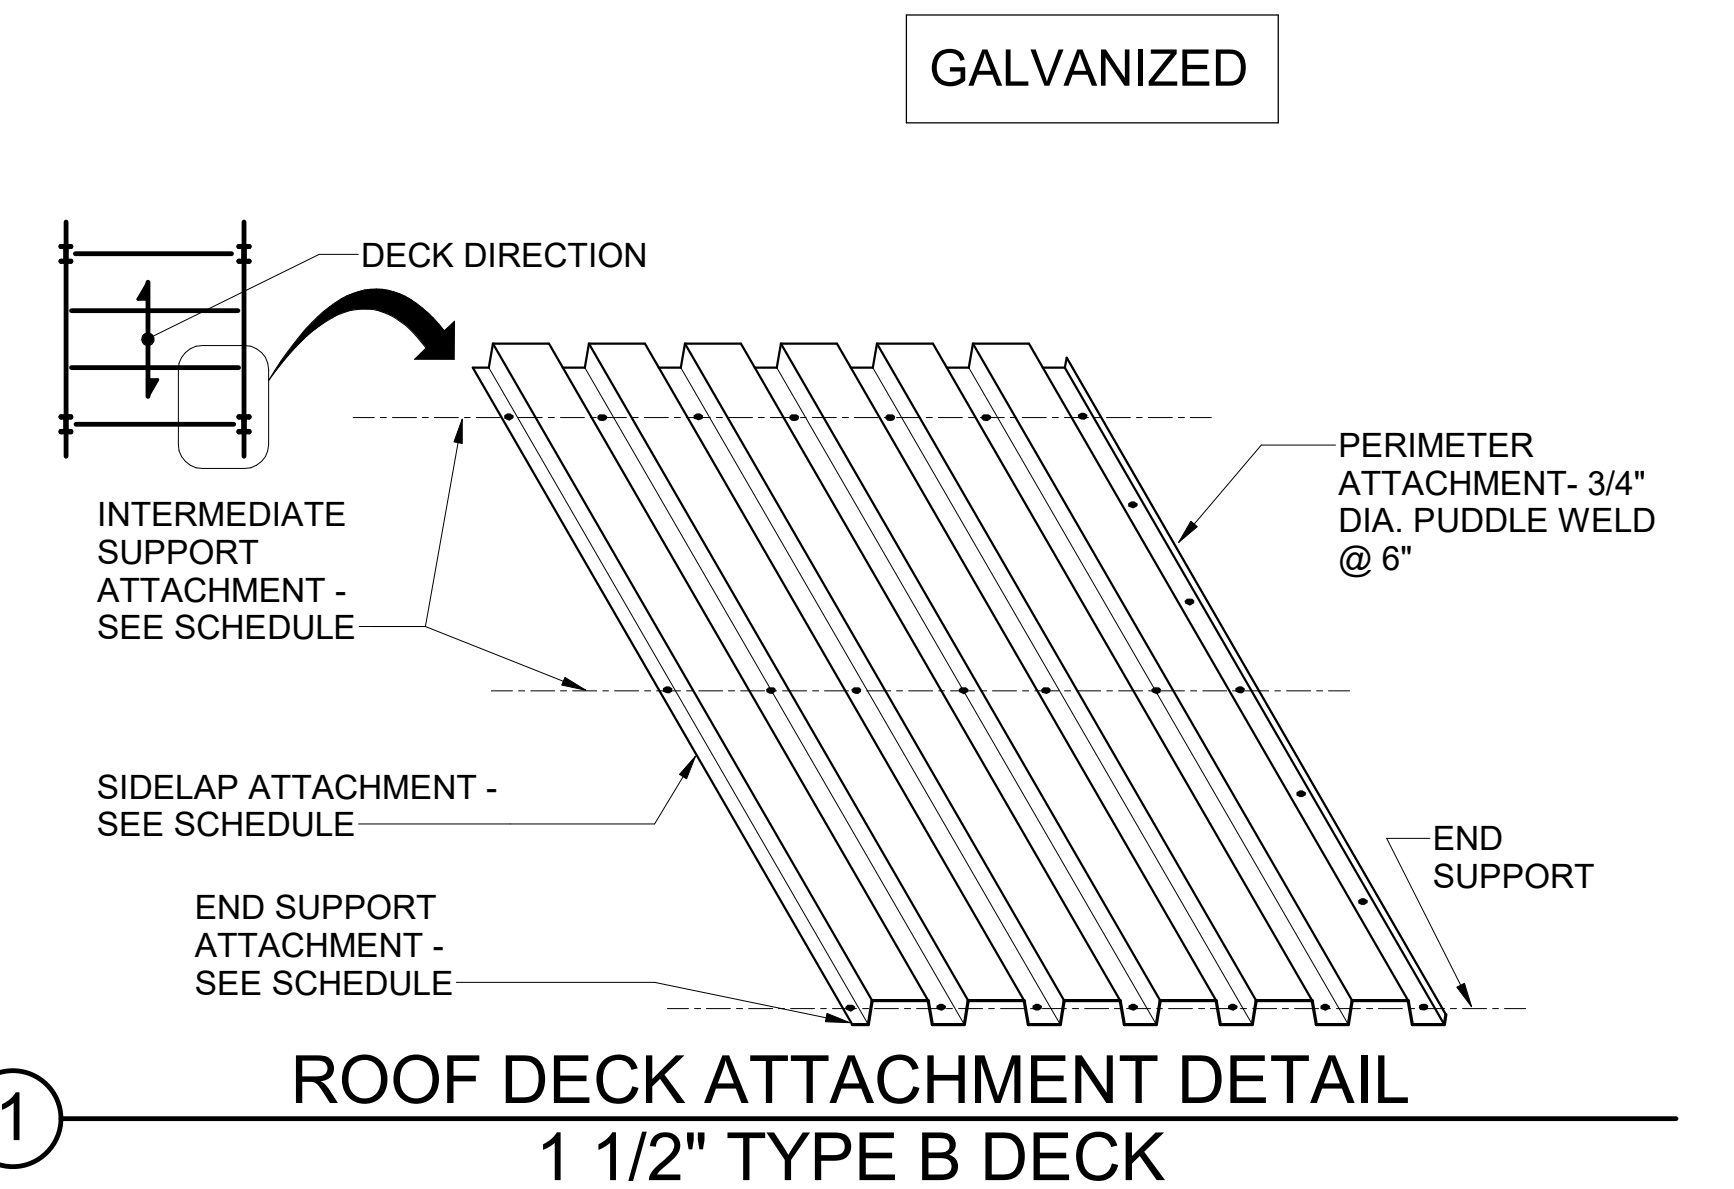 GALVANIZED
DECK DIRECTION
INTERMEDIATE
SUPPORT
ATTACHMENT -
SEE SCHEDULE
PERIMETER
ATTACHMENT- 3/4"
DIA. PUDDLE WELD
@ 6"
SIDELAP ATTACHMENT -
SEE SCHEDULE
END SUPPORT
ATTACHMENT -
SEE SCHEDULE
END
SUPPORT
1
ROOF DECK ATTACHMENT DETAIL
1 1/2" TYPE B DECK